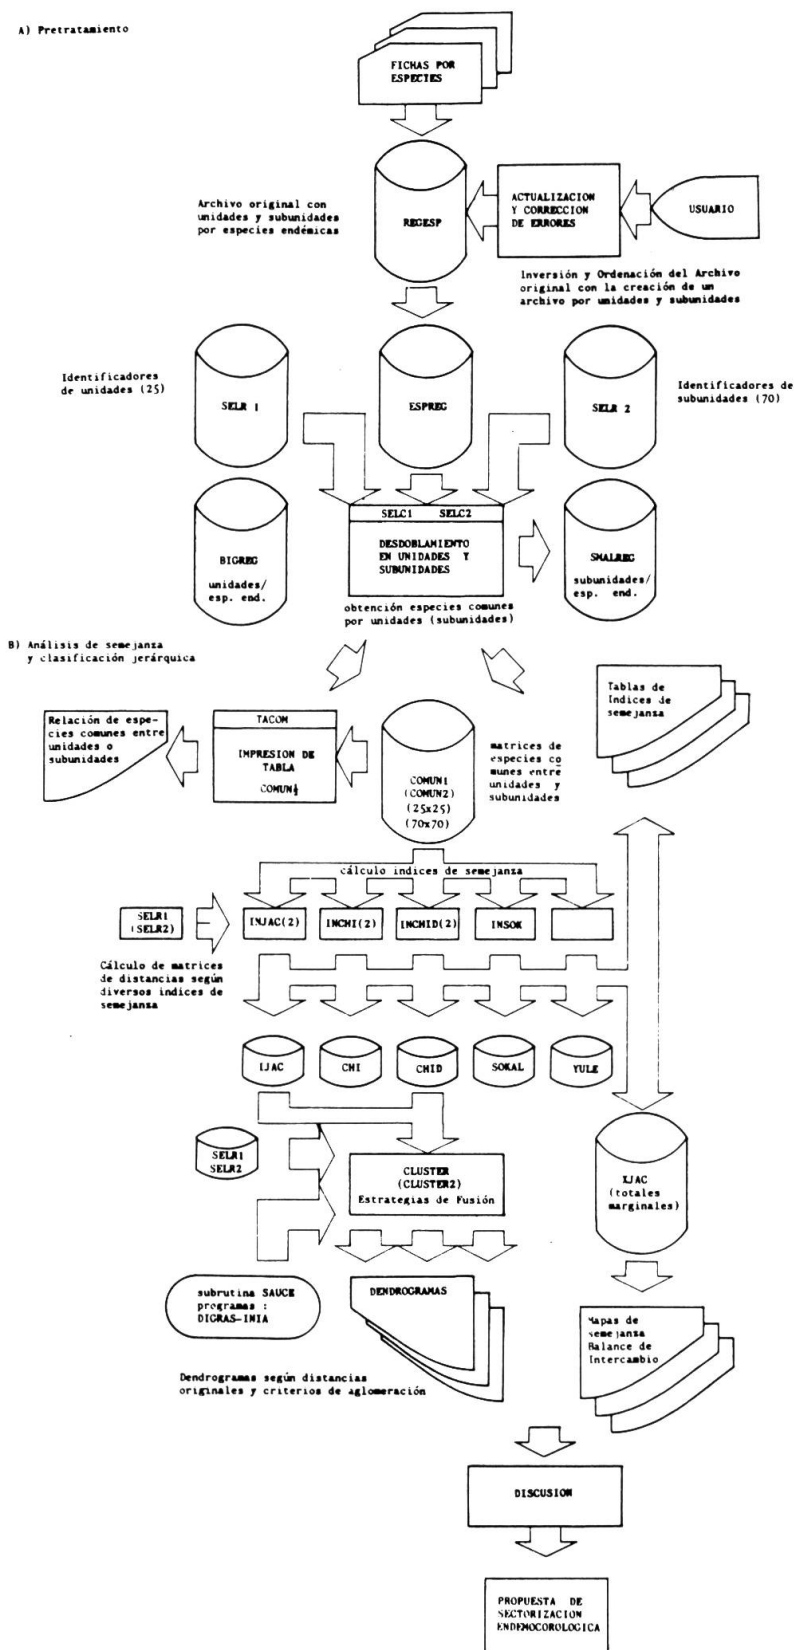 A) Pretratamiento
FICHAS POR
ESPECIES
Archivo original con
unidades y subunidades
por especies endémicas
REGESP
ACTUALIZACION
Y CORRECCION
DE ERRORES
USUARIO
Inversión y Ordenación del Archivo
original con la creación de un
archivo por unidades y subunidades
Identificadores
de unidades (25)
SELR 1
ESPREG
SELR 2
Identificadores de
subunidades (70)
SELC1 SELC2
DESDOBLAMIENTO
EN UNIDADES Y
SUBUNIDADES
BIGREG
unidades/
esp. end.
SMALREG
subunidades/
esp. end.
obtención especies comunes
por unidades (subunidades)
B) Análisis de semejanza
y clasificación jerárquica
Relación de espe-
cies comunes entre
unidades o
subunidades
TACOM
IMPRESION DE
TABLA
COMUN½
COMUN1
(COMUN2)
(25x25)
(70x70)
matrices de
especies co
munes entre
unidades y
subunidades
Tablas de
Indices de
semejanza
cálculo indices de semejanza
SELR1
(SELR2)
INJAC(2)
INCHI(2)
INCHID(2)
INSOK
Cálculo de matrices
de distancias según
diversos indices de
semejanza
IJAC
CHI
CHID
SOKAL
YULE
SELR1
SELR2
CLUSTER
(CLUSTER2)
Estrategias de Fusión
XJAC
(totales
marginales)
subrutina SAUCE
programas :
DIGRAS-INIA
DENDROGRAMAS
Mapas de
semejanza
Balance de
Intercambio
Dendrogramas según distancias
originales y criterios de aglomeración
DISCUSION
PROPUESTA DE
SECTORIZACION
ENDEMOCOROLOGICA